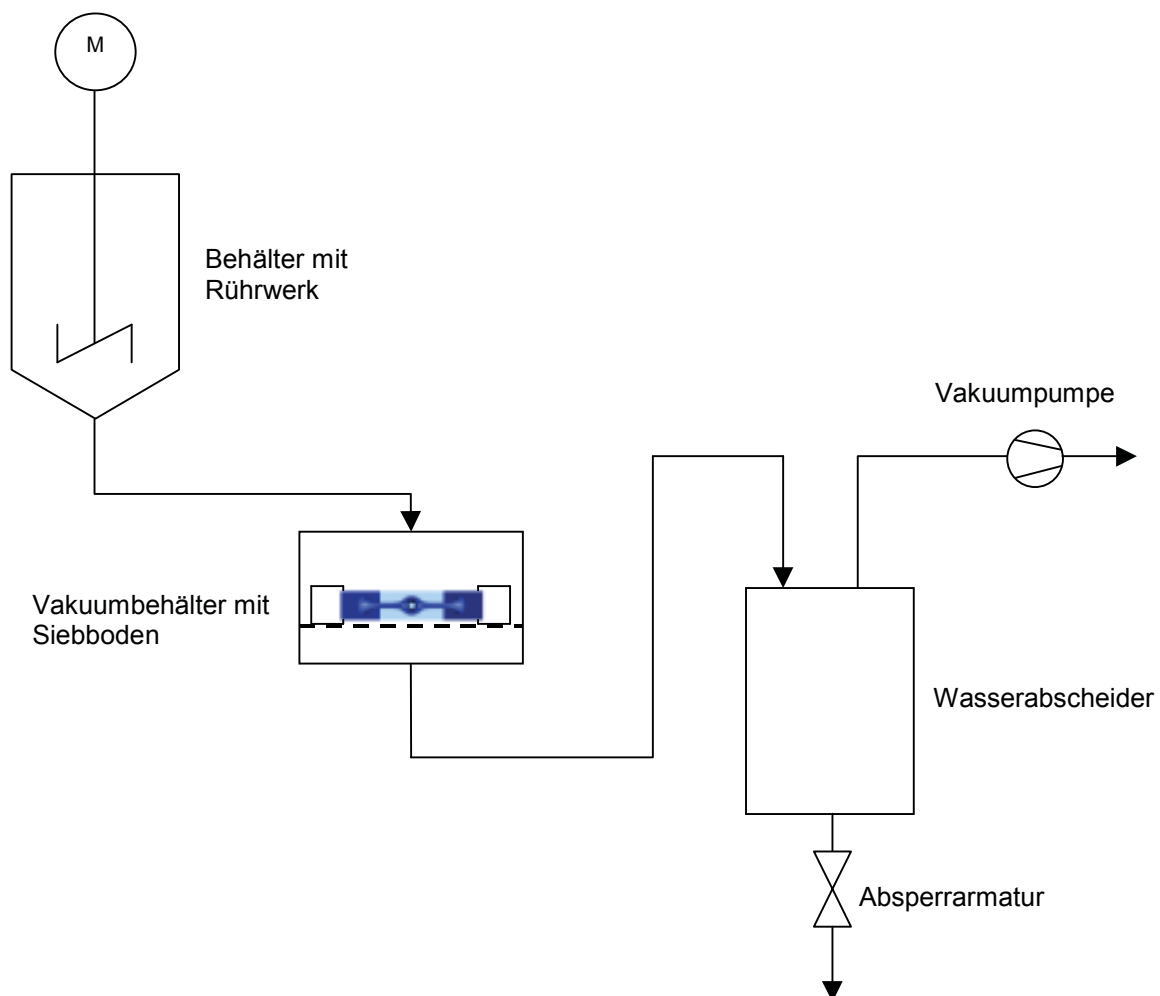 M
Behälter mit
Rührwerk
Vakuumpumpe
Vakuumbehälter mit
Siebboden
Wasserabscheider
Absperrarmatur